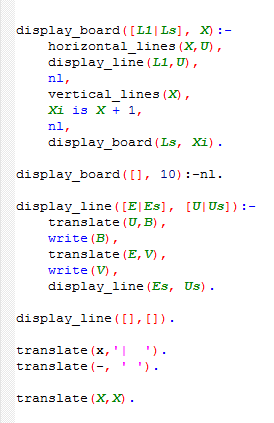 display_board([L1|Ls], X):-
    horizontal_lines(X,U),
    display_line(L1,U),
    nl,
    vertical_lines(X),
    Xi is X + 1,
    nl,
    display_board(Ls, Xi).
display_board([], 10):-nl.
display_line([E|Es], [U|Us]):-
    translate(U,B),
    write(B),
    translate(E,V),
    write(V),
    display_line(Es, Us).
display_line([],[]).
translate(x,'|  ').
translate(-, ' ').
translate(X,X).